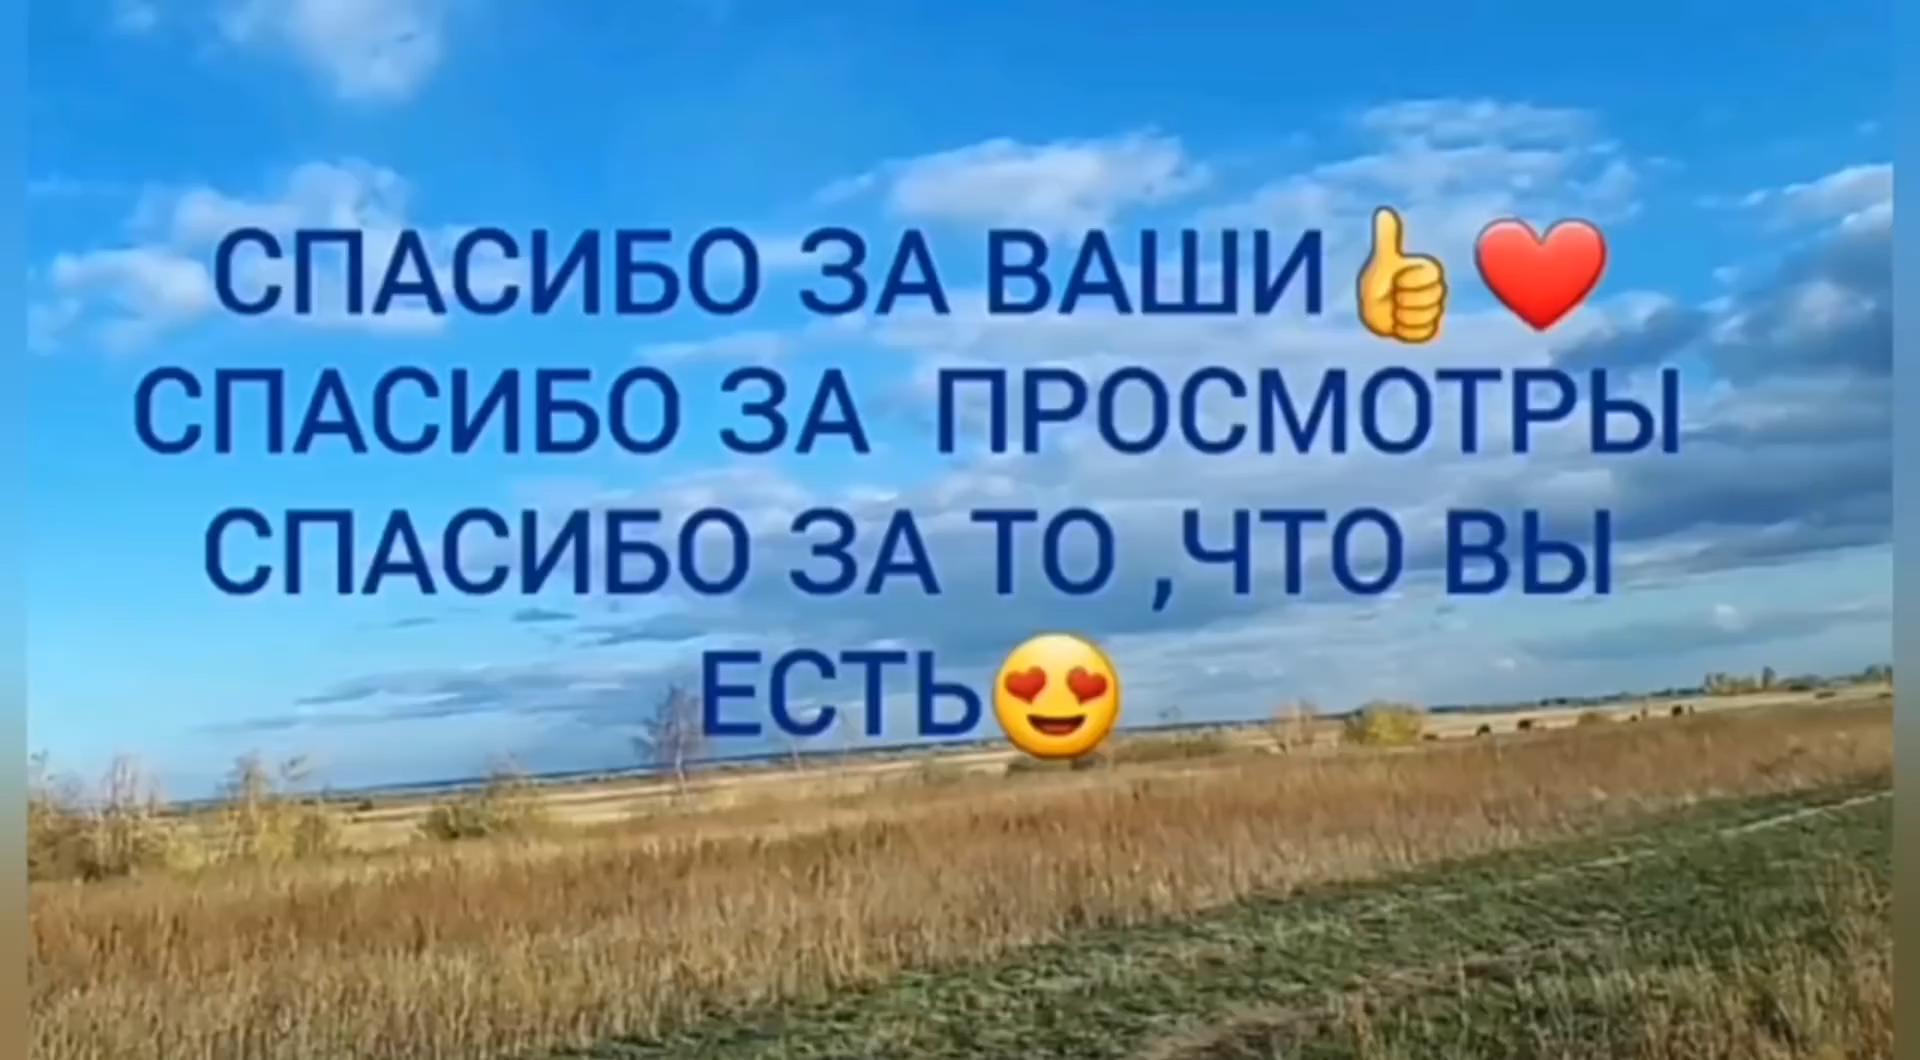 СПАСИБО ЗА ВАШИ👍❤️
СПАСИБО ЗА  ПРОСМОТРЫ
СПАСИБО ЗА ТО ,ЧТО ВЫ
ЕСТЬ😍